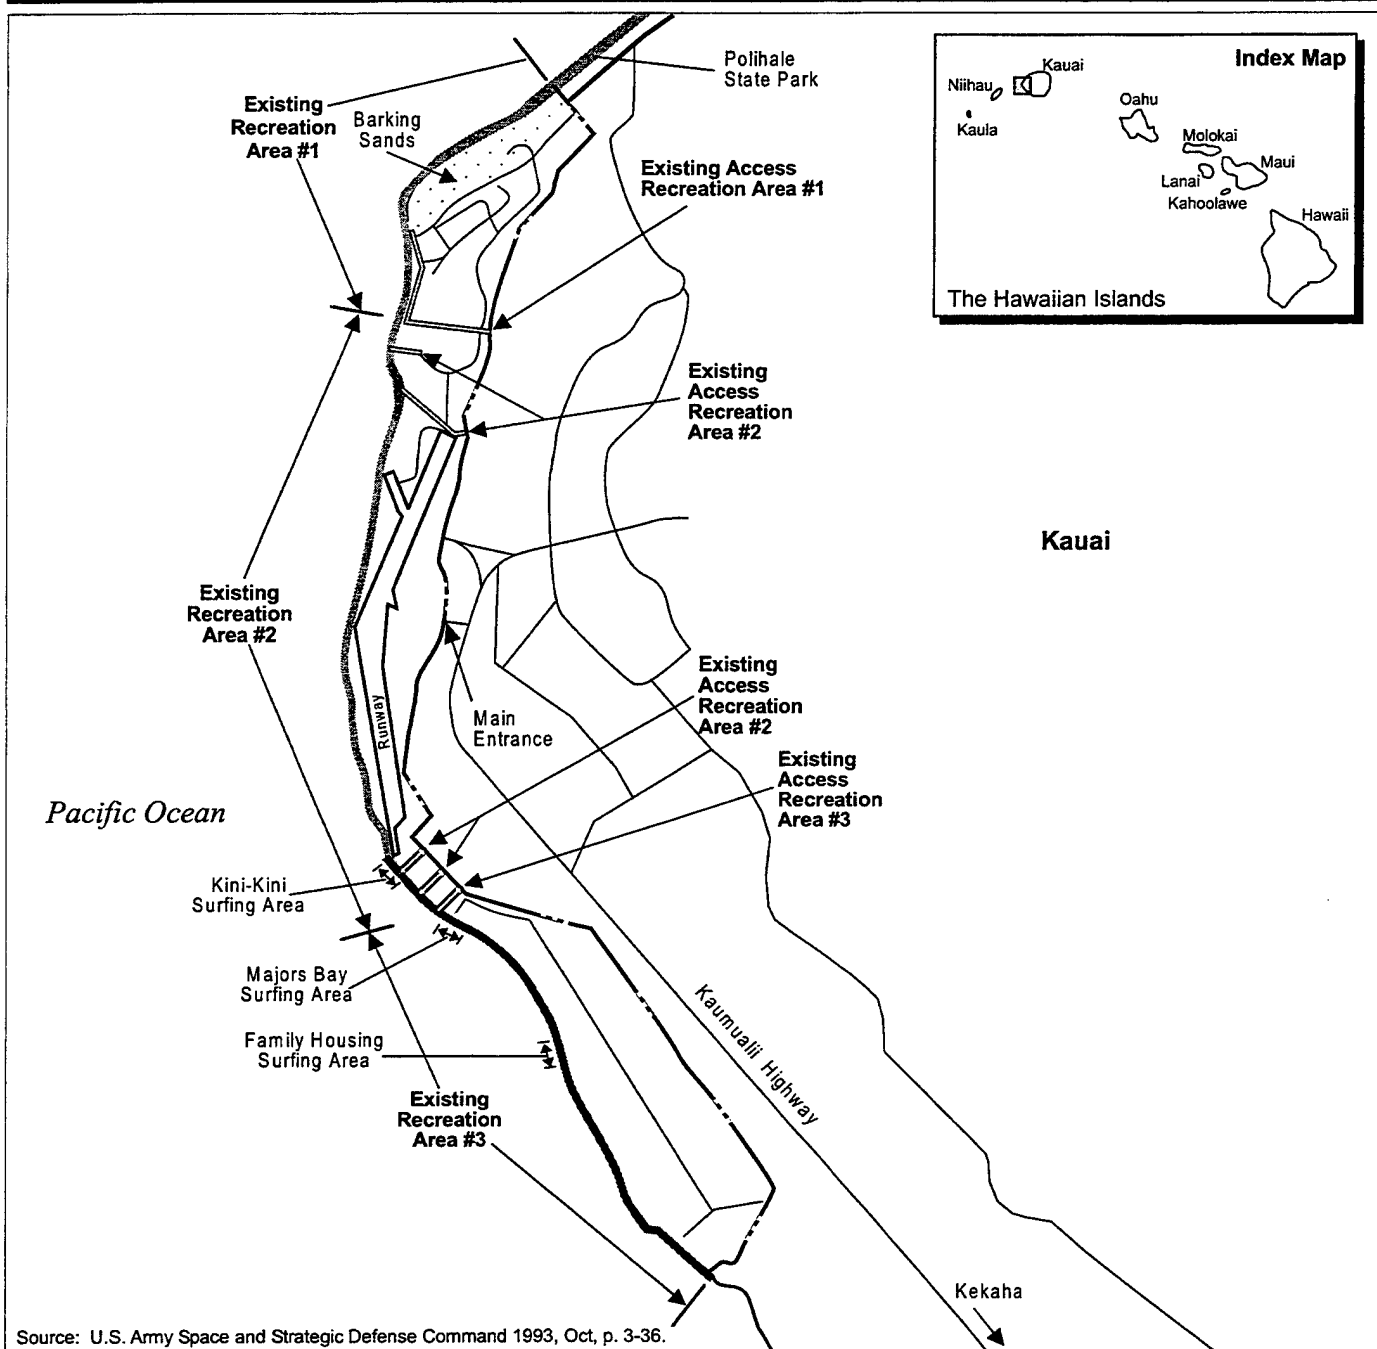 Polihale
State Park
Existing
Recreation
Area #1
Barking
Sands
Existing Access
Recreation Area #1
Index Map
Niihau
Kauai
Kaula
Oahu
Molokai
Maui
Lanai
Kahoolawe
Hawaii
The Hawaiian Islands
Existing
Access
Recreation
Area #2
Kauai
Existing
Recreation
Area #2
Runway
Main
Entrance
Existing
Access
Recreation
Area #2
Existing
Access
Recreation
Area #3
Pacific Ocean
Kini-Kini
Surfing Area
Majors Bay
Surfing Area
Family Housing
Surfing Area
Existing
Recreation
Area #3
Kaumualii Highway
Kekaha
Source: U.S. Army Space and Strategic Defense Command 1993, Oct, p. 3-36.